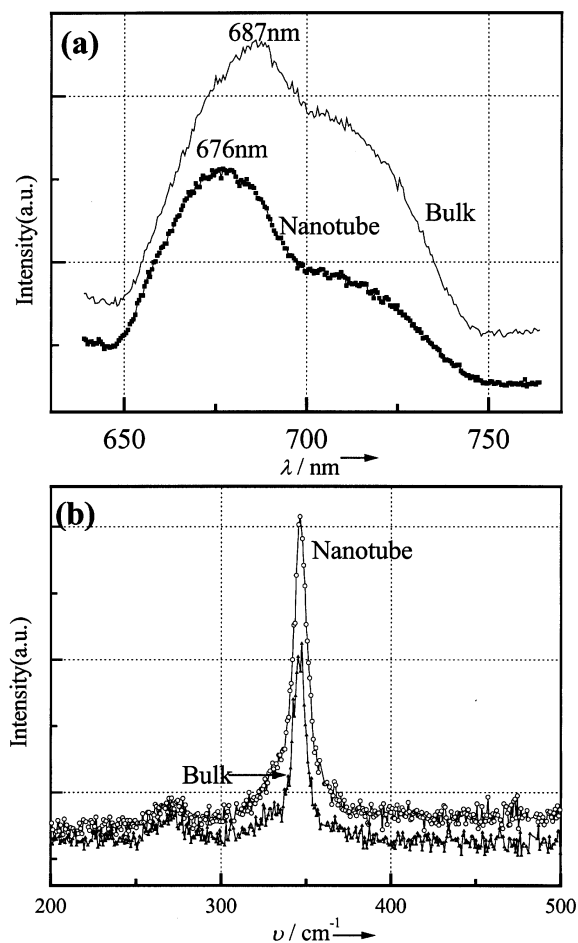 (a)
687nm
676nm
Nanotube
Bulk
Intensity(a.u.)
650
700
750
λ / nm
(b)
Nanotube
Bulk
Intensity(a.u.)
200
300
400
500
υ / cm-1